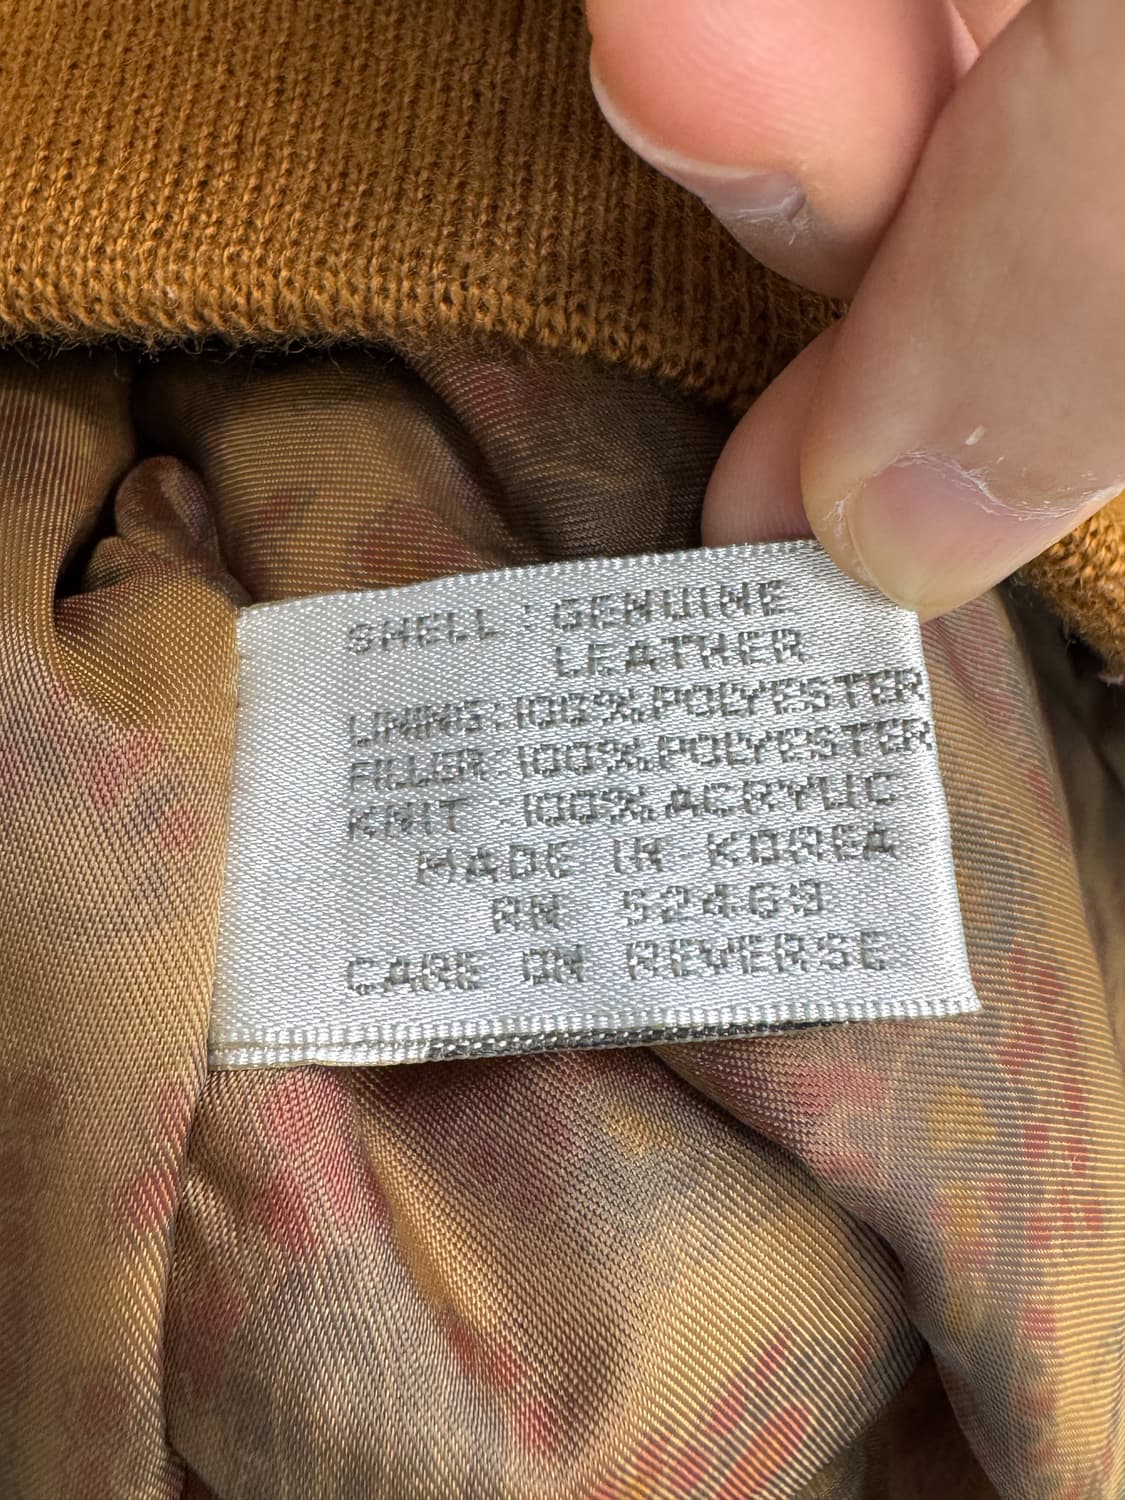 SHELL : GENUINE
LEATHER
LINING:100%POLYESTER
FILLER:100%POLYESTER
KNIT :100%ACRYLIC
MADE IN KOREA
RN 52469
CARE ON REVERSE